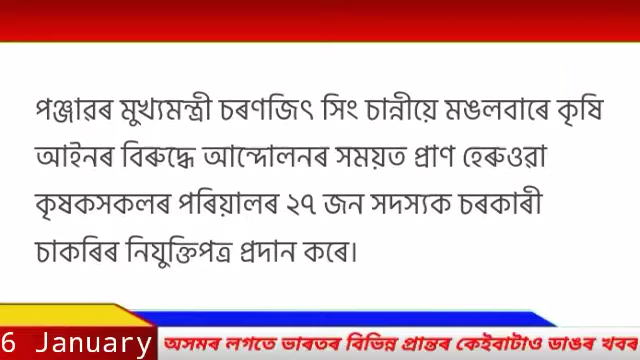 পঞ্জাৱৰ মুখ্যমন্ত্ৰী চৰণজিৎ সিং চান্নীয়ে মঙলবাৰে কৃষি
আইনৰ বিৰুদ্ধে আন্দোলনৰ সময়ত প্ৰাণ হেৰুওৱা
কৃষকসকলৰ পৰিয়ালৰ ২৭ জন সদস্যক চৰকাৰী
চাকৰিৰ নিযুক্তিপত্ৰ প্ৰদান কৰে।
6 January অসমৰ লগতে ভাৰতৰ বিভিন্ন প্ৰান্তৰ কেইবাটাও ডাঙৰ খবৰ